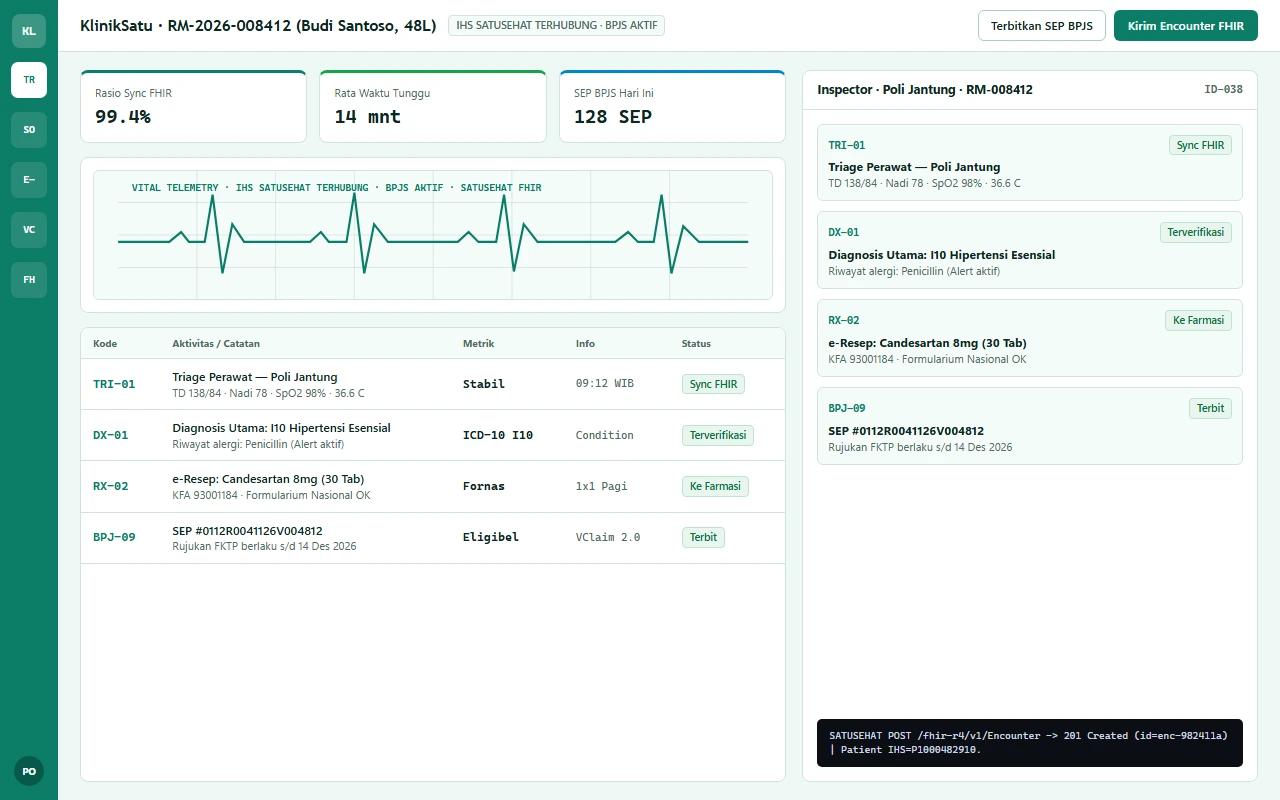 KL
TR
SO
E−
VC
FH
PO
KlinikSatu · RM-2026-008412 (Budi Santoso, 48L)
IHS SATUSEHAT TERHUBUNG · BPJS AKTIF
Terbitkan SEP BPJS
Kirim Encounter FHIR
Rasio Sync FHIR
99.4%
Rata Waktu Tunggu
14 mnt
SEP BPJS Hari Ini
128 SEP
VITAL TELEMETRY · IHS SATUSEHAT TERHUBUNG · BPJS AKTIF · SATUSEHAT FHIR
Kode Aktivitas / Catatan Metrik Info Status
TRI-01 Triage Perawat — Poli Jantung Stabil 09:12 WIB Sync FHIR
TD 138/84 · Nadi 78 · SpO2 98% · 36.6 C
DX-01 Diagnosis Utama: I10 Hipertensi Esensial ICD-10 I10 Condition Terverifikasi
Riwayat alergi: Penicillin (Alert aktif)
RX-02 e-Resep: Candesartan 8mg (30 Tab) Fornas 1x1 Pagi Ke Farmasi
KFA 93001184 · Formularium Nasional OK
BPJ-09 SEP #0112R0041126V004812 Eligibel VClaim 2.0 Terbit
Rujukan FKTP berlaku s/d 14 Des 2026
Inspector · Poli Jantung · RM-008412
ID-038
TRI-01
Sync FHIR
Triage Perawat — Poli Jantung
TD 138/84 · Nadi 78 · SpO2 98% · 36.6 C
DX-01
Terverifikasi
Diagnosis Utama: I10 Hipertensi Esensial
Riwayat alergi: Penicillin (Alert aktif)
RX-02
Ke Farmasi
e-Resep: Candesartan 8mg (30 Tab)
KFA 93001184 · Formularium Nasional OK
BPJ-09
Terbit
SEP #0112R0041126V004812
Rujukan FKTP berlaku s/d 14 Des 2026
SATUSEHAT POST /fhir-r4/v1/Encounter -> 201 Created (id=enc-982411a)
| Patient IHS=P1000482910.